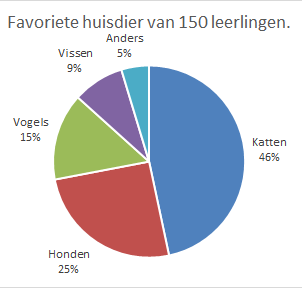 Favoriete huisdier van 150 leerlingen.
Anders
5%
Vissen
9%
Vogels
15%
Katten
46%
Honden
25%